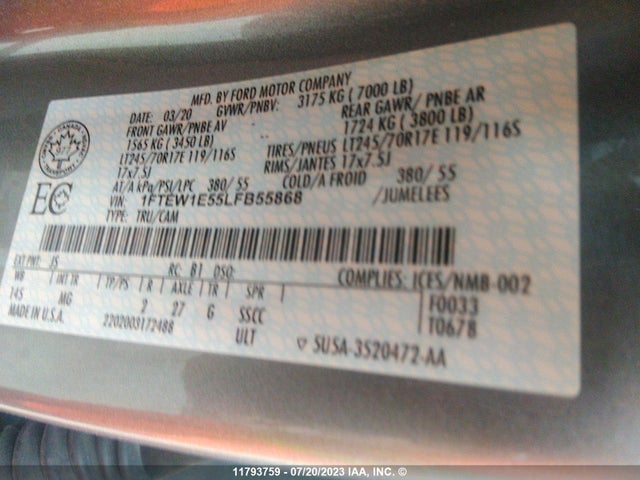 MFD. BY FORD MOTOR COMPANY
DATE: 03/20 GVWR/PNBV: 3175 KG ( 7000 LB)
FRONT GAWR/PNBE AV REAR GAWR/ PNBE AR
1565 KG ( 3450 LB) 1724 KG ( 3800 LB)
LT245/70R17E 119/116S TIRES/PNEUS LT245/70R17E 119/116S
17x7.5J RIMS/JANTES 17x7.5J
AT/A kPa/PSI/LPC 380/ 55 COLD/A FROID 380/ 55
VIN: 1FTEW1E55LFB55868 /JUMELEES
TYPE: TRU/CAM
CANADA
TRANSPORT
EC
EXT PNT: JS RC: B1 DSO: COMPLIES: ICES/NMB-002
WB INT TR TP/PS R AXLE TR SPR F0033
145 MG 2 27 G SSCC T0678
MADE IN U.S.A. 2202003172488 ULT
SUSA-3520472-AA
11793759 - 07/20/2023 IAA, INC. ©